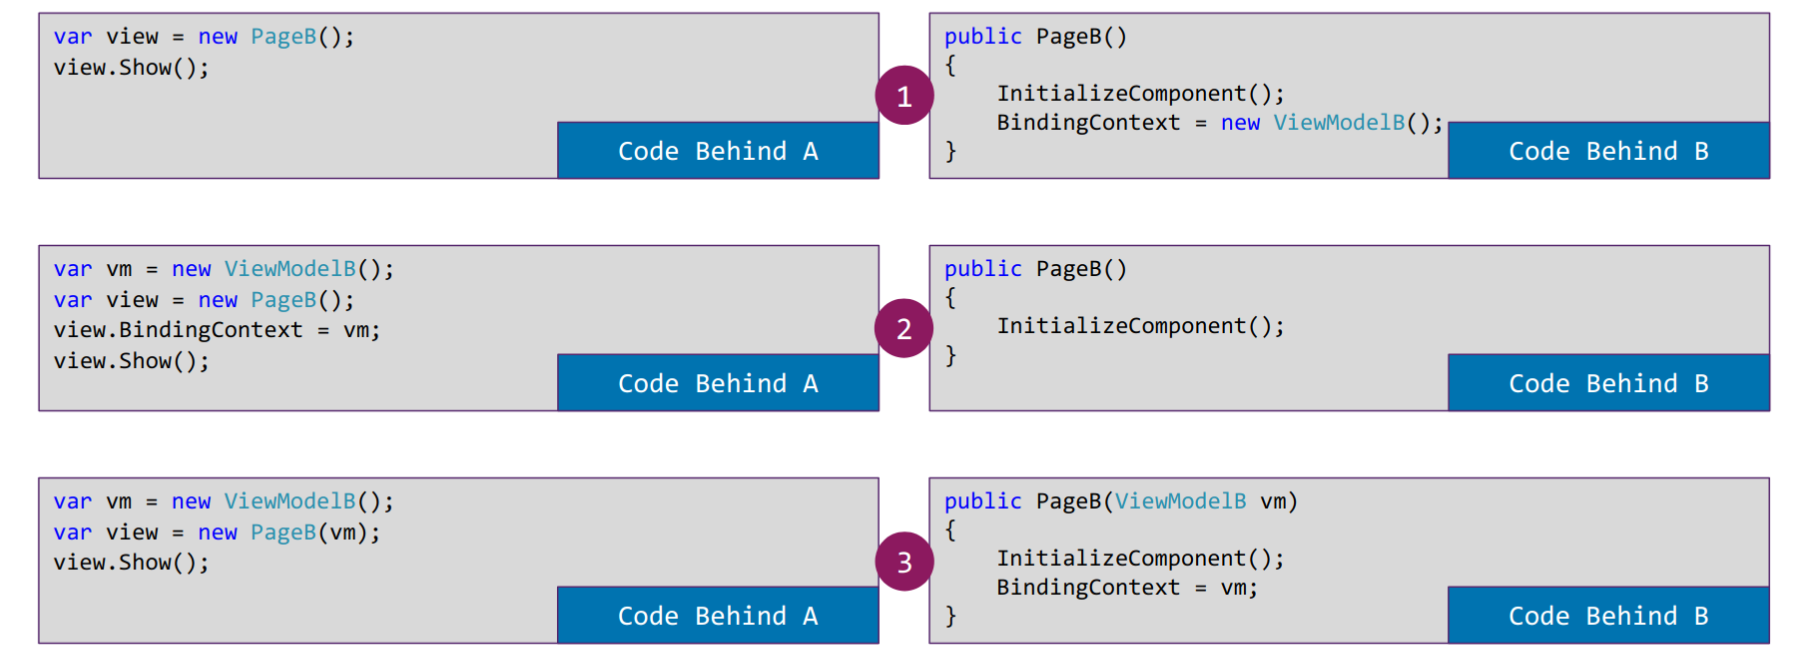 var view = new PageB();
view.Show();
Code Behind A
1
public PageB()
{
    InitializeComponent();
    BindingContext = new ViewModelB();
}
Code Behind B
var vm = new ViewModelB();
var view = new PageB();
view.BindingContext = vm;
view.Show();
Code Behind A
2
public PageB()
{
    InitializeComponent();
}
Code Behind B
var vm = new ViewModelB();
var view = new PageB(vm);
view.Show();
Code Behind A
3
public PageB(ViewModelB vm)
{
    InitializeComponent();
    BindingContext = vm;
}
Code Behind B